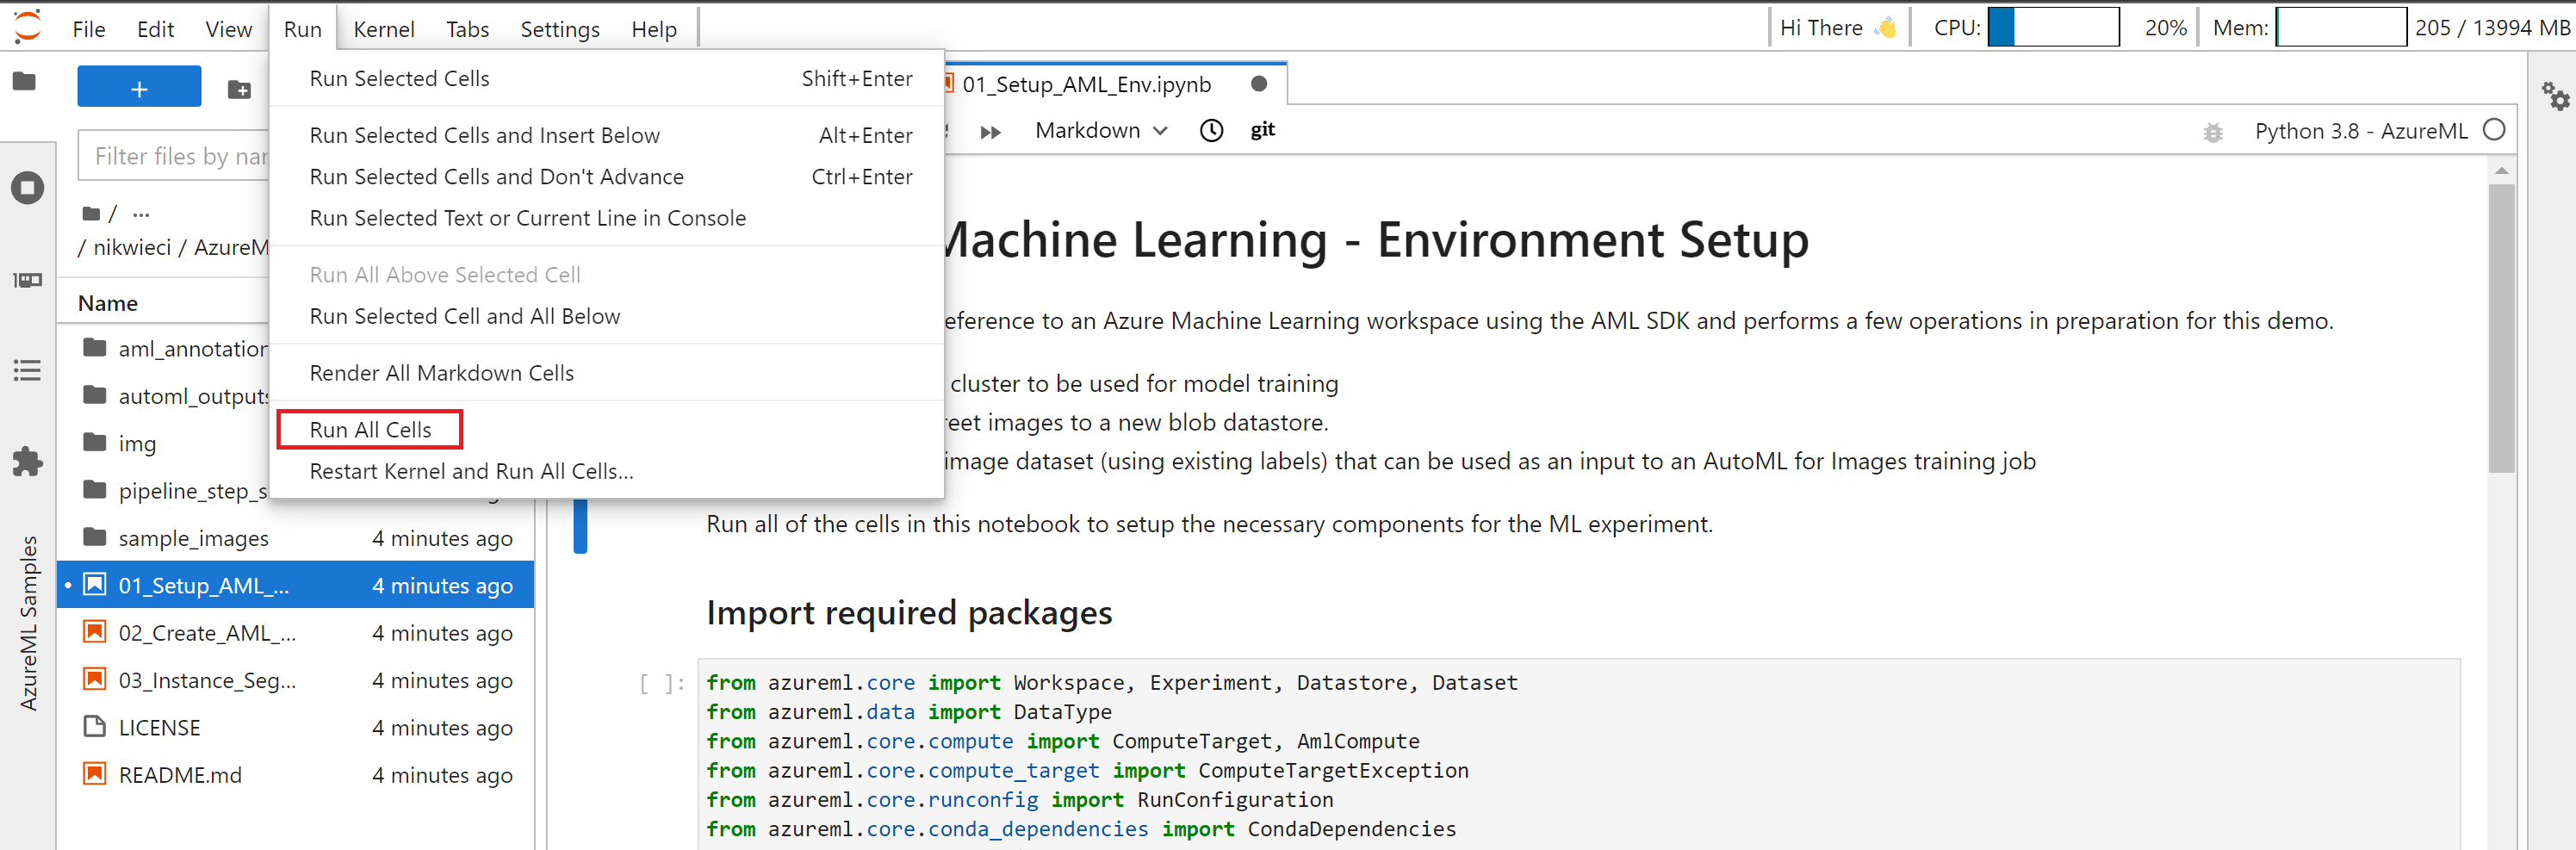 File Edit View Run Kernel Tabs Settings Help Hi There 👋 CPU: 20% Mem: 205 / 13994 MB
+
Filter files by nar
/ ...
/ nikwieci / AzureM
Name
aml_annotation
automl_outputs
img
pipeline_step_s
sample_images 4 minutes ago
01_Setup_AML_... 4 minutes ago
02_Create_AML_... 4 minutes ago
03_Instance_Seg... 4 minutes ago
LICENSE 4 minutes ago
README.md 4 minutes ago
AzureML Samples
Run Selected Cells Shift+Enter
Run Selected Cells and Insert Below Alt+Enter
Run Selected Cells and Don't Advance Ctrl+Enter
Run Selected Text or Current Line in Console
Run All Above Selected Cell
Run Selected Cell and All Below
Render All Markdown Cells
Run All Cells
Restart Kernel and Run All Cells...
01_Setup_AML_Env.ipynb
Markdown git Python 3.8 - AzureML
Machine Learning - Environment Setup
eference to an Azure Machine Learning workspace using the AML SDK and performs a few operations in preparation for this demo.
cluster to be used for model training
reet images to a new blob datastore.
image dataset (using existing labels) that can be used as an input to an AutoML for Images training job
Run all of the cells in this notebook to setup the necessary components for the ML experiment.
Import required packages
[ ]:
from azureml.core import Workspace, Experiment, Datastore, Dataset
from azureml.data import DataType
from azureml.core.compute import ComputeTarget, AmlCompute
from azureml.core.compute_target import ComputeTargetException
from azureml.core.runconfig import RunConfiguration
from azureml.core.conda_dependencies import CondaDependencies